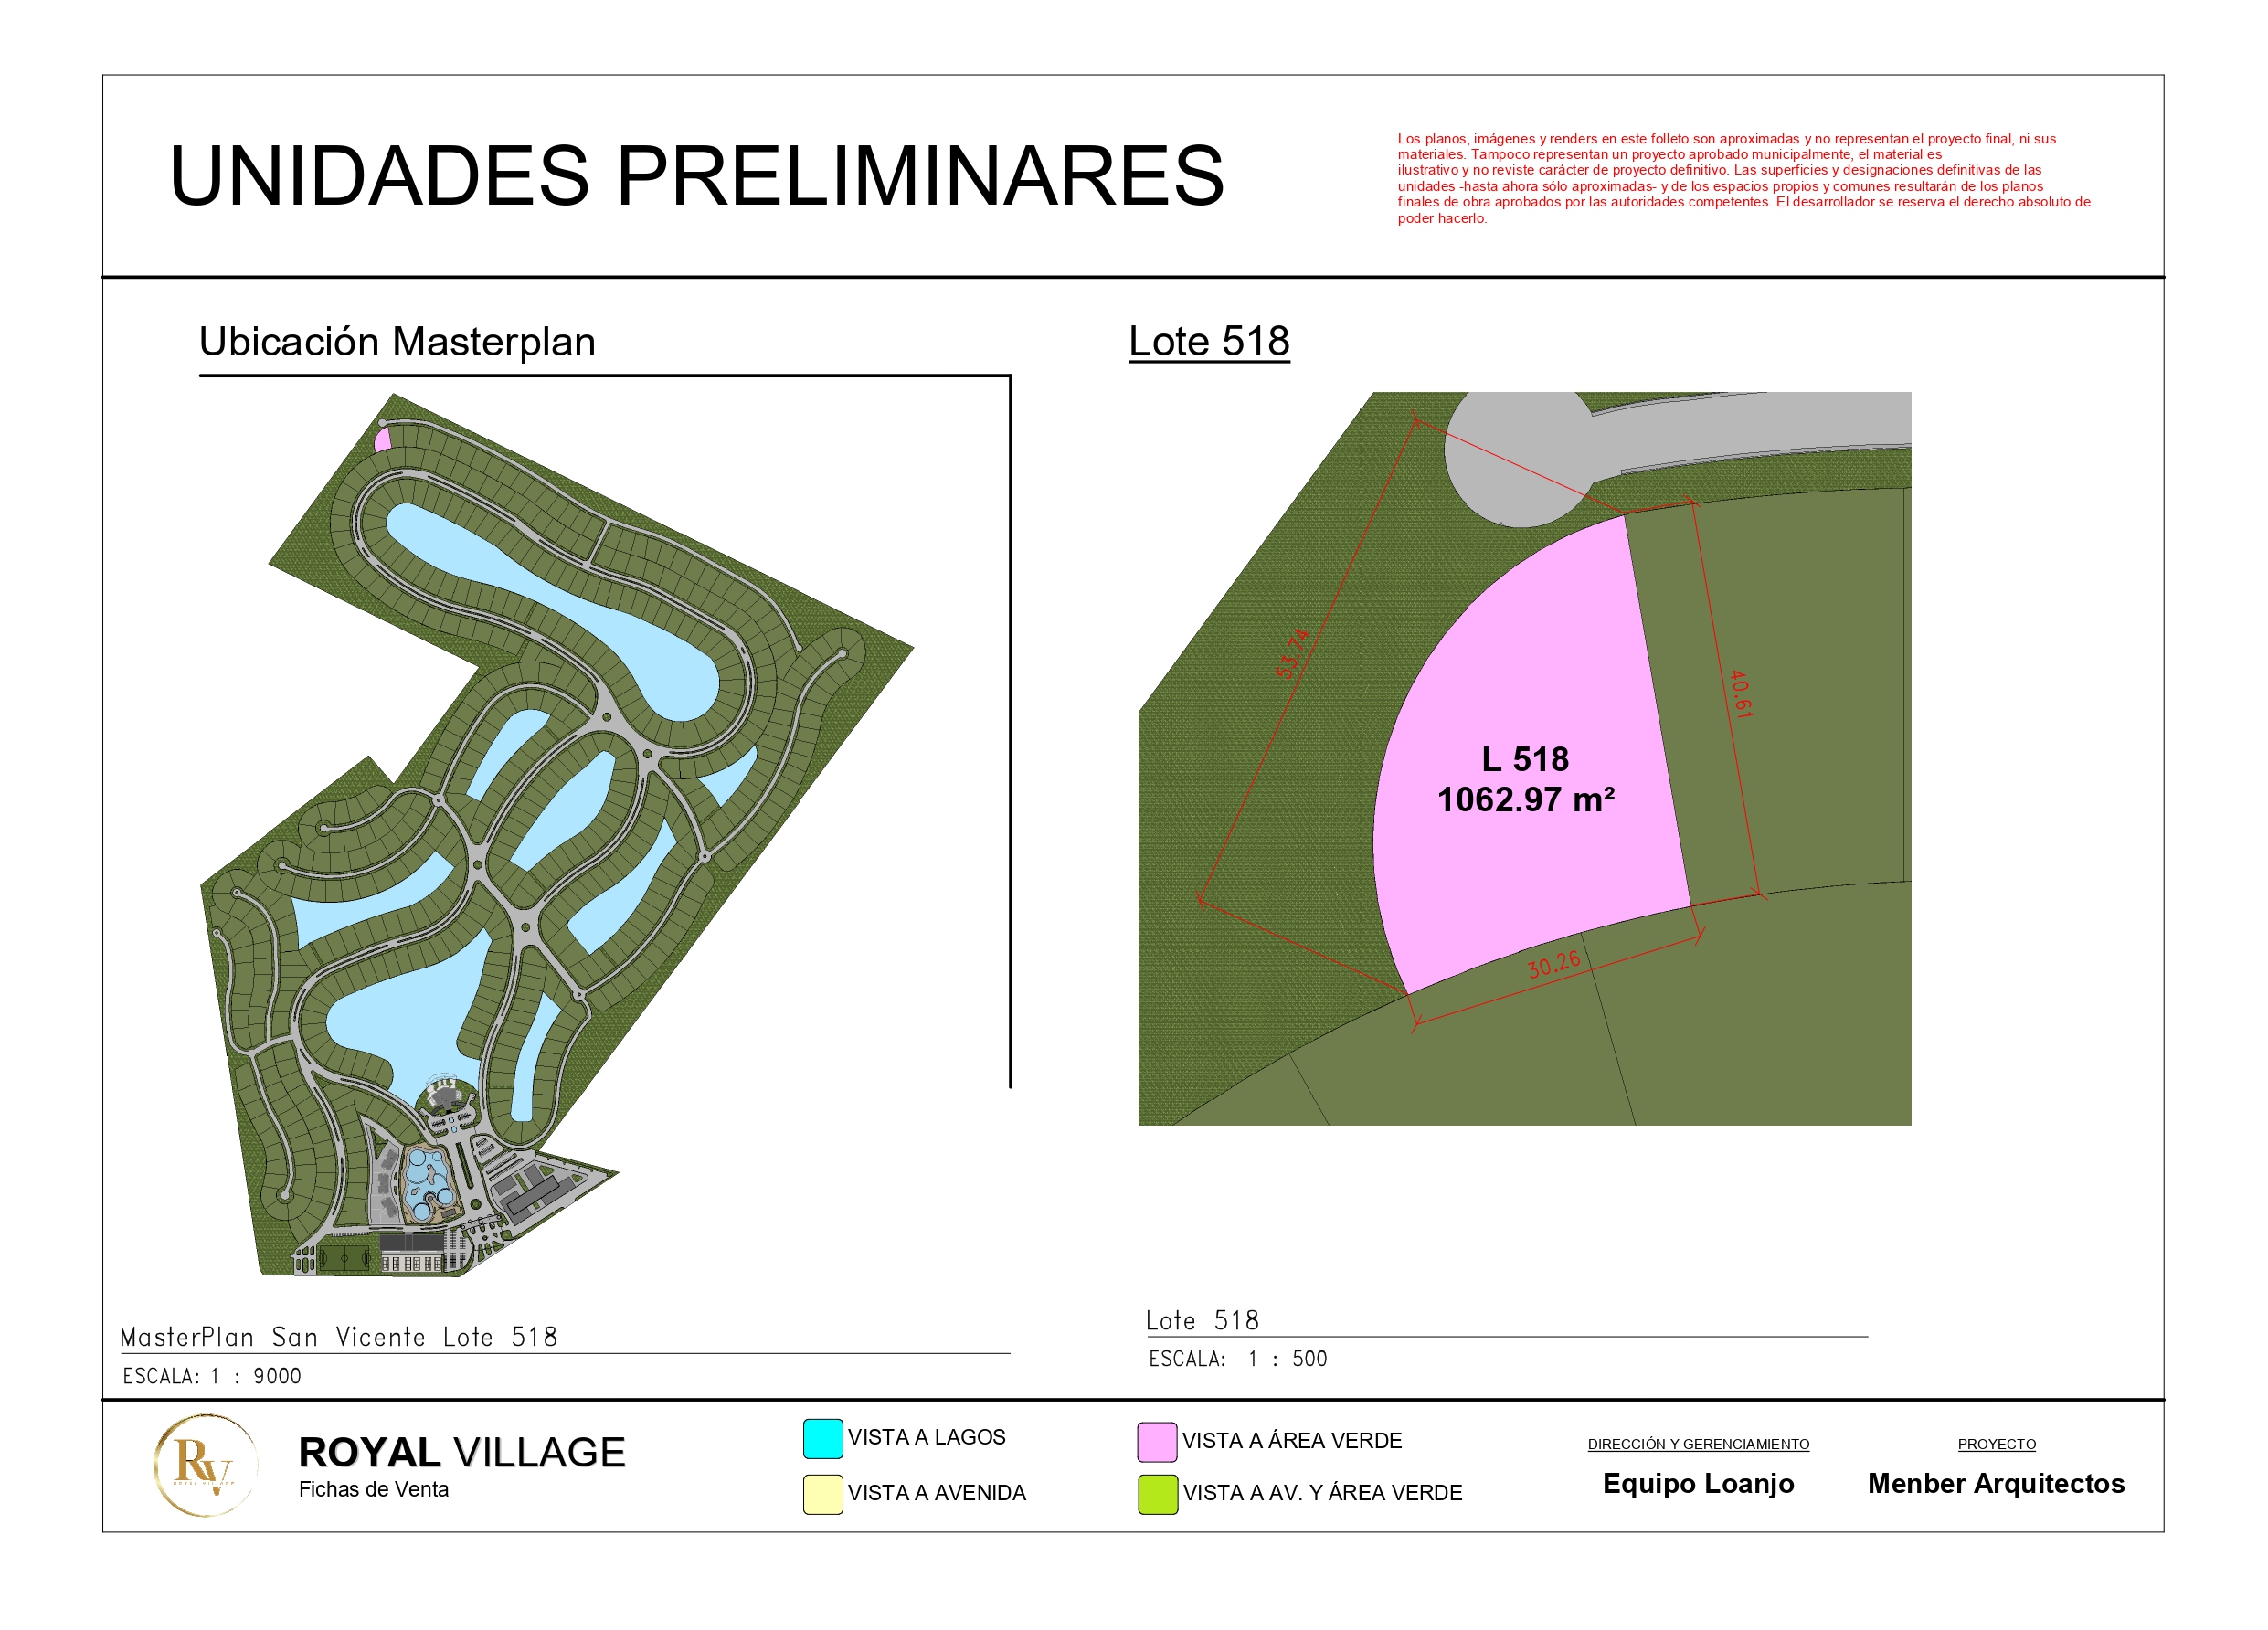 UNIDADES PRELIMINARES
Los planos, imágenes y renders en este folleto son aproximadas y no representan el proyecto final, ni sus
materiales. Tampoco representan un proyecto aprobado municipalmente, el material es
ilustrativo y no reviste carácter de proyecto definitivo. Las superficies y designaciones definitivas de las
unidades -hasta ahora sólo aproximadas- y de los espacios propios y comunes resultarán de los planos
finales de obra aprobados por las autoridades competentes. El desarrollador se reserva el derecho absoluto de
poder hacerlo.
Ubicación Masterplan
Lote 518
53.74
40.61
L 518
1062.97 m²
30.26
MasterPlan San Vicente Lote 518
ESCALA: 1 : 9000
Lote 518
ESCALA: 1 : 500
RV
ROYAL VILLAGE
ROYAL VILLAGE
Fichas de Venta
VISTA A LAGOS
VISTA A AVENIDA
VISTA A ÁREA VERDE
VISTA A AV. Y ÁREA VERDE
DIRECCIÓN Y GERENCIAMIENTO
Equipo Loanjo
PROYECTO
Menber Arquitectos